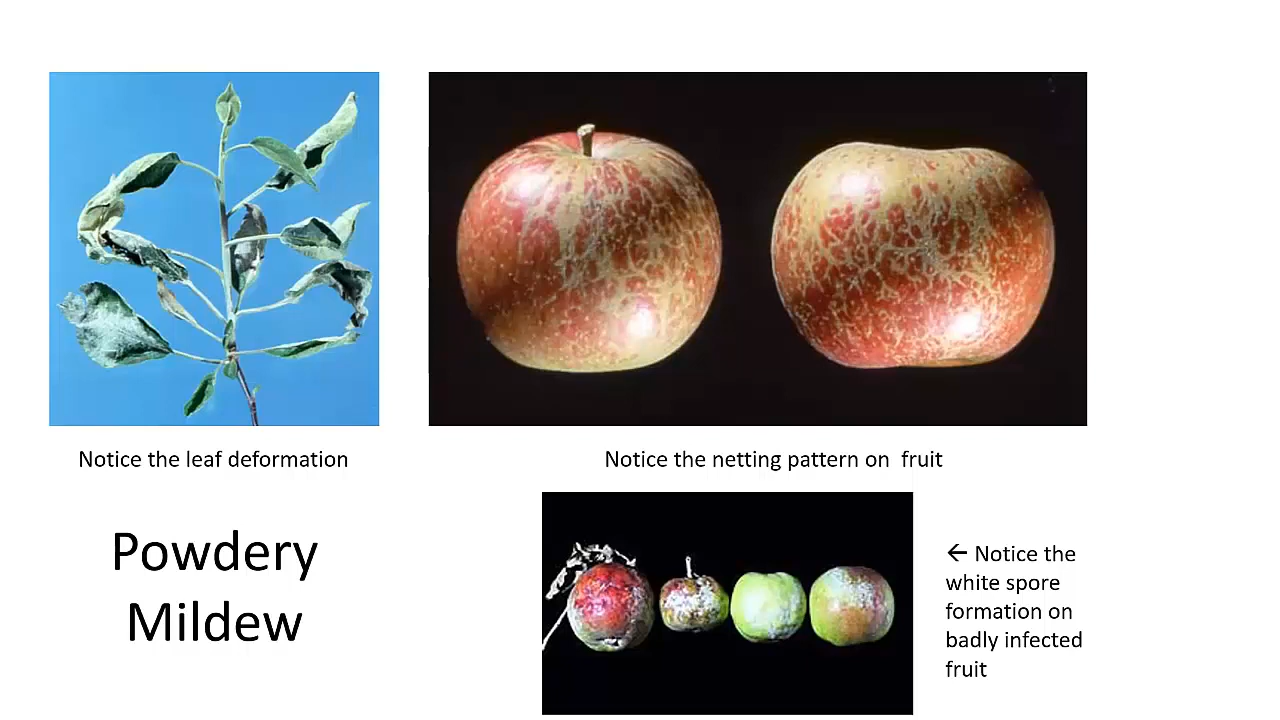 Notice the leaf deformation
Notice the netting pattern on  fruit
Powdery
Mildew
← Notice the
white spore
formation on
badly infected
fruit